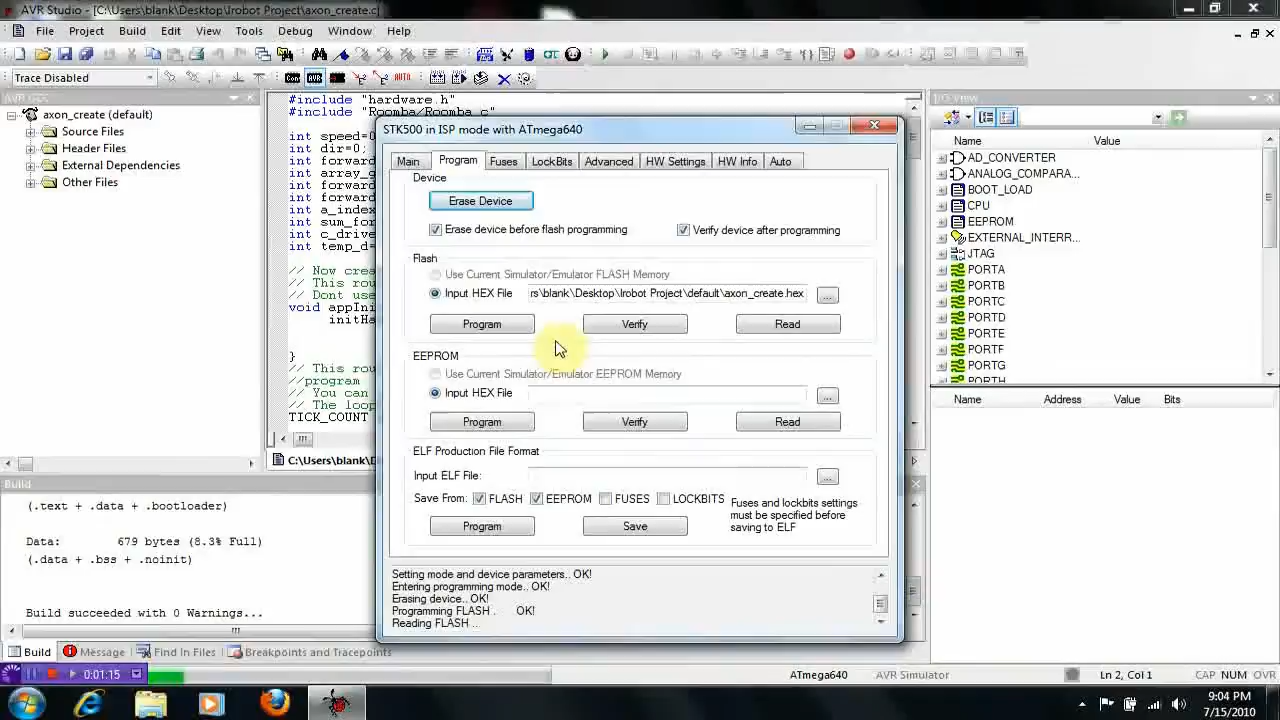 AVR Studio - [C:\Users\blank\Desktop\Irobot Project\axon_create.c]
File Project Build Edit View Tools Debug Window Help
Trace Disabled
AVR GCC
axon_create (default)
Source Files
Header Files
External Dependencies
Other Files
#include "hardware.h"
#include "Roomba/Roomba.c"
int speed=0;
int dir=0;
int array_
int forward
int forward
int a_index
int sum_for
int c_drive
int temp_d=
// Now crea
// This rou
// Dont use
void appIni
initHa
}
// This rou
//program
// You can
// The loop
TICK_COUNT
C:\Users\blank\D
STK500 in ISP mode with ATmega640
Main Program Fuses LockBits Advanced HW Settings HW Info Auto
Device
Erase Device
Erase device before flash programming Verify device after programming
Flash
Use Current Simulator/Emulator FLASH Memory
Input HEX File rs\blank\Desktop\Irobot Project\default\axon_create.hex ...
Program Verify Read
EEPROM
Use Current Simulator/Emulator EEPROM Memory
Input HEX File ...
Program Verify Read
ELF Production File Format
Input ELF File: ...
Save From: FLASH EEPROM FUSES LOCKBITS
Fuses and lockbits settings
must be specified before
saving to ELF
Program Save
Setting mode and device parameters.. OK!
Entering programming mode.. OK!
Erasing device.. OK!
Programming FLASH . OK!
Reading FLASH ...
I/O View
Name Value
AD_CONVERTER
ANALOG_COMPARA...
BOOT_LOAD
CPU
EEPROM
EXTERNAL_INTERR...
JTAG
PORTA
PORTB
PORTC
PORTD
PORTE
PORTF
PORTG
PORTH
Name Address Value Bits
Build
(.text + .data + .bootloader)
Data: 679 bytes (8.3% Full)
(.data + .bss + .noinit)
Build succeeded with 0 Warnings...
Build Message Find in Files Breakpoints and Tracepoints
0:01:15
ATmega640 AVR Simulator Ln 2, Col 1 CAP NUM OVR
9:04 PM
7/15/2010